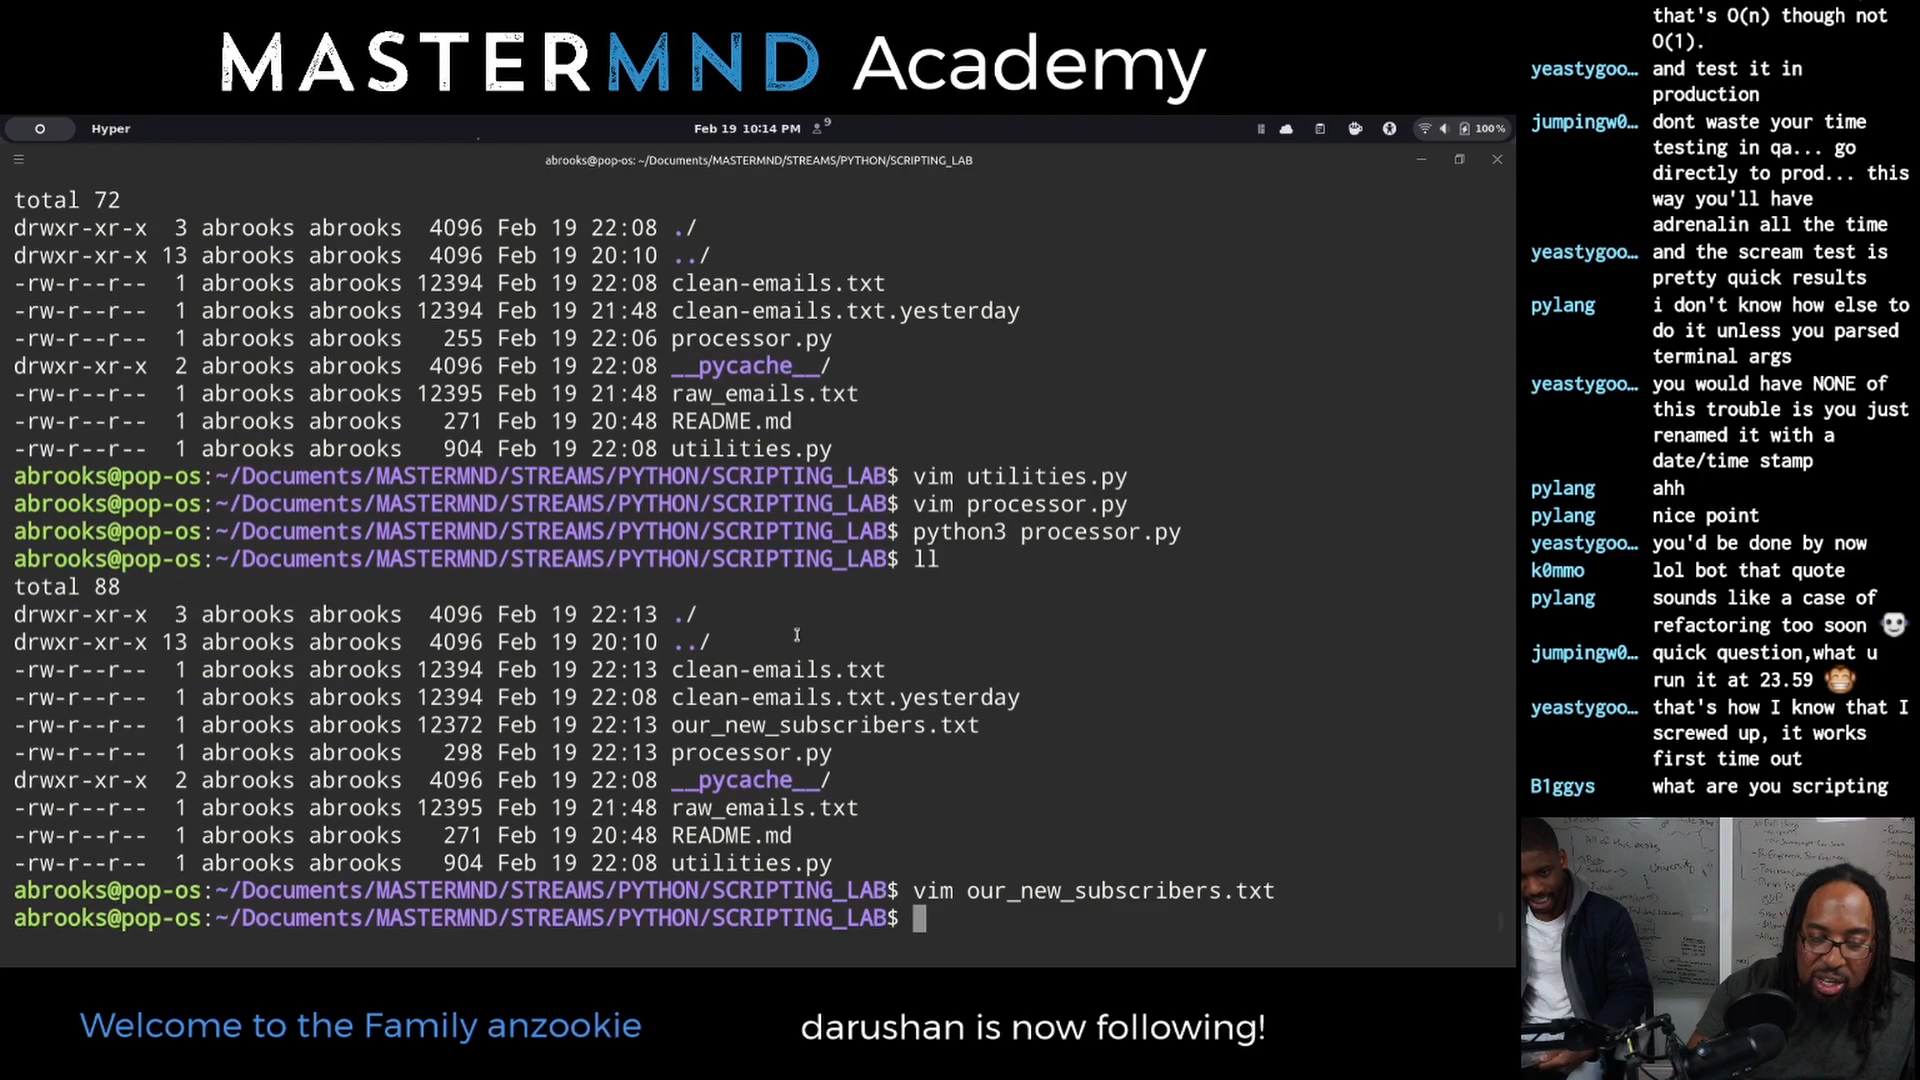 MASTERMND Academy
Hyper
Feb 19 10:14 PM
9
100%
abrooks@pop-os: ~/Documents/MASTERMND/STREAMS/PYTHON/SCRIPTING_LAB
total 72
drwxr-xr-x 3 abrooks abrooks 4096 Feb 19 22:08 ./
drwxr-xr-x 13 abrooks abrooks 4096 Feb 19 20:10 ../
-rw-r--r-- 1 abrooks abrooks 12394 Feb 19 22:08 clean-emails.txt
-rw-r--r-- 1 abrooks abrooks 12394 Feb 19 21:48 clean-emails.txt.yesterday
-rw-r--r-- 1 abrooks abrooks 255 Feb 19 22:06 processor.py
drwxr-xr-x 2 abrooks abrooks 4096 Feb 19 22:08 __pycache__/
-rw-r--r-- 1 abrooks abrooks 12395 Feb 19 21:48 raw_emails.txt
-rw-r--r-- 1 abrooks abrooks 271 Feb 19 20:48 README.md
-rw-r--r-- 1 abrooks abrooks 904 Feb 19 22:08 utilities.py
abrooks@pop-os:~/Documents/MASTERMND/STREAMS/PYTHON/SCRIPTING_LAB$ vim utilities.py
abrooks@pop-os:~/Documents/MASTERMND/STREAMS/PYTHON/SCRIPTING_LAB$ vim processor.py
abrooks@pop-os:~/Documents/MASTERMND/STREAMS/PYTHON/SCRIPTING_LAB$ python3 processor.py
abrooks@pop-os:~/Documents/MASTERMND/STREAMS/PYTHON/SCRIPTING_LAB$ ll
total 88
drwxr-xr-x 3 abrooks abrooks 4096 Feb 19 22:13 ./
drwxr-xr-x 13 abrooks abrooks 4096 Feb 19 20:10 ../
-rw-r--r-- 1 abrooks abrooks 12394 Feb 19 22:13 clean-emails.txt
-rw-r--r-- 1 abrooks abrooks 12394 Feb 19 22:08 clean-emails.txt.yesterday
-rw-r--r-- 1 abrooks abrooks 12372 Feb 19 22:13 our_new_subscribers.txt
-rw-r--r-- 1 abrooks abrooks 298 Feb 19 22:13 processor.py
drwxr-xr-x 2 abrooks abrooks 4096 Feb 19 22:08 __pycache__/
-rw-r--r-- 1 abrooks abrooks 12395 Feb 19 21:48 raw_emails.txt
-rw-r--r-- 1 abrooks abrooks 271 Feb 19 20:48 README.md
-rw-r--r-- 1 abrooks abrooks 904 Feb 19 22:08 utilities.py
abrooks@pop-os:~/Documents/MASTERMND/STREAMS/PYTHON/SCRIPTING_LAB$ vim our_new_subscribers.txt
abrooks@pop-os:~/Documents/MASTERMND/STREAMS/PYTHON/SCRIPTING_LAB$
that's O(n) though not
O(1).
yeastygoo… and test it in
production
jumpingw0… dont waste your time
testing in qa... go
directly to prod... this
way you'll have
adrenalin all the time
yeastygoo… and the scream test is
pretty quick results
pylang i don't know how else to
do it unless you parsed
terminal args
yeastygoo… you would have NONE of
this trouble is you just
renamed it with a
date/time stamp
pylang ahh
pylang nice point
yeastygoo… you'd be done by now
k0mmo lol bot that quote
pylang sounds like a case of
refactoring too soon
jumpingw0… quick question,what u
run it at 23.59
yeastygoo… that's how I know that I
screwed up, it works
first time out
B1ggys what are you scripting
Welcome to the Family anzookie
darushan is now following!